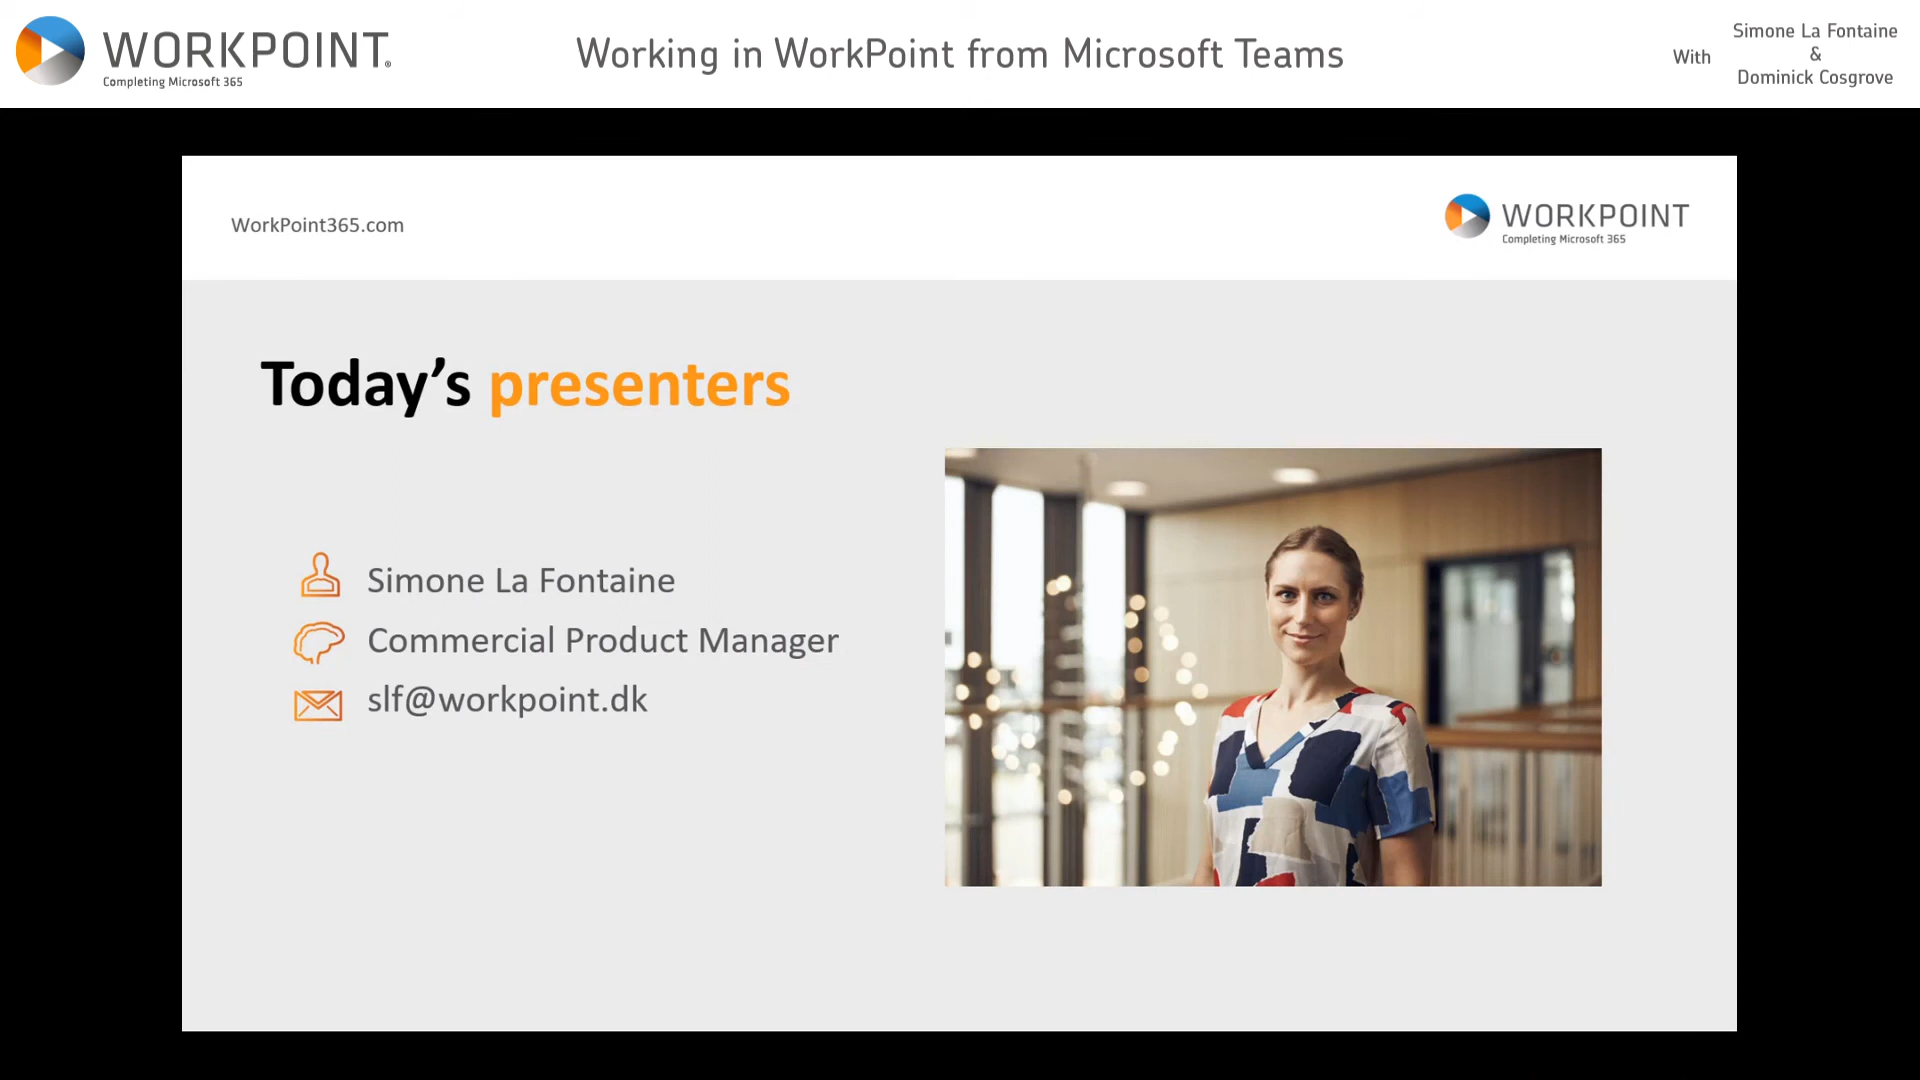 WORKPOINT®
Completing Microsoft 365
Working in WorkPoint from Microsoft Teams
With
Simone La Fontaine
&
Dominick Cosgrove
WorkPoint365.com
WORKPOINT
Completing Microsoft 365
Today’s presenters
Simone La Fontaine
Commercial Product Manager
slf@workpoint.dk